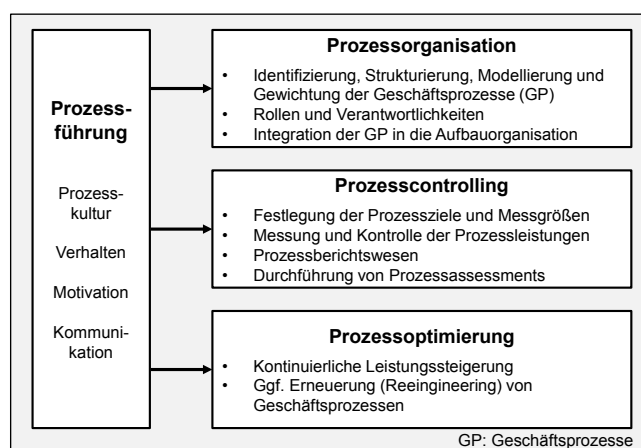 Prozess-
führung
Prozess-
kultur
Verhalten
Motivation
Kommuni-
kation
Prozessorganisation
• Identifizierung, Strukturierung, Modellierung und
Gewichtung der Geschäftsprozesse (GP)
• Rollen und Verantwortlichkeiten
• Integration der GP in die Aufbauorganisation
Prozesscontrolling
• Festlegung der Prozessziele und Messgrößen
• Messung und Kontrolle der Prozessleistungen
• Prozessberichtswesen
• Durchführung von Prozessassessments
Prozessoptimierung
• Kontinuierliche Leistungssteigerung
• Ggf. Erneuerung (Reeingineering) von
Geschäftsprozessen
GP: Geschäftsprozesse